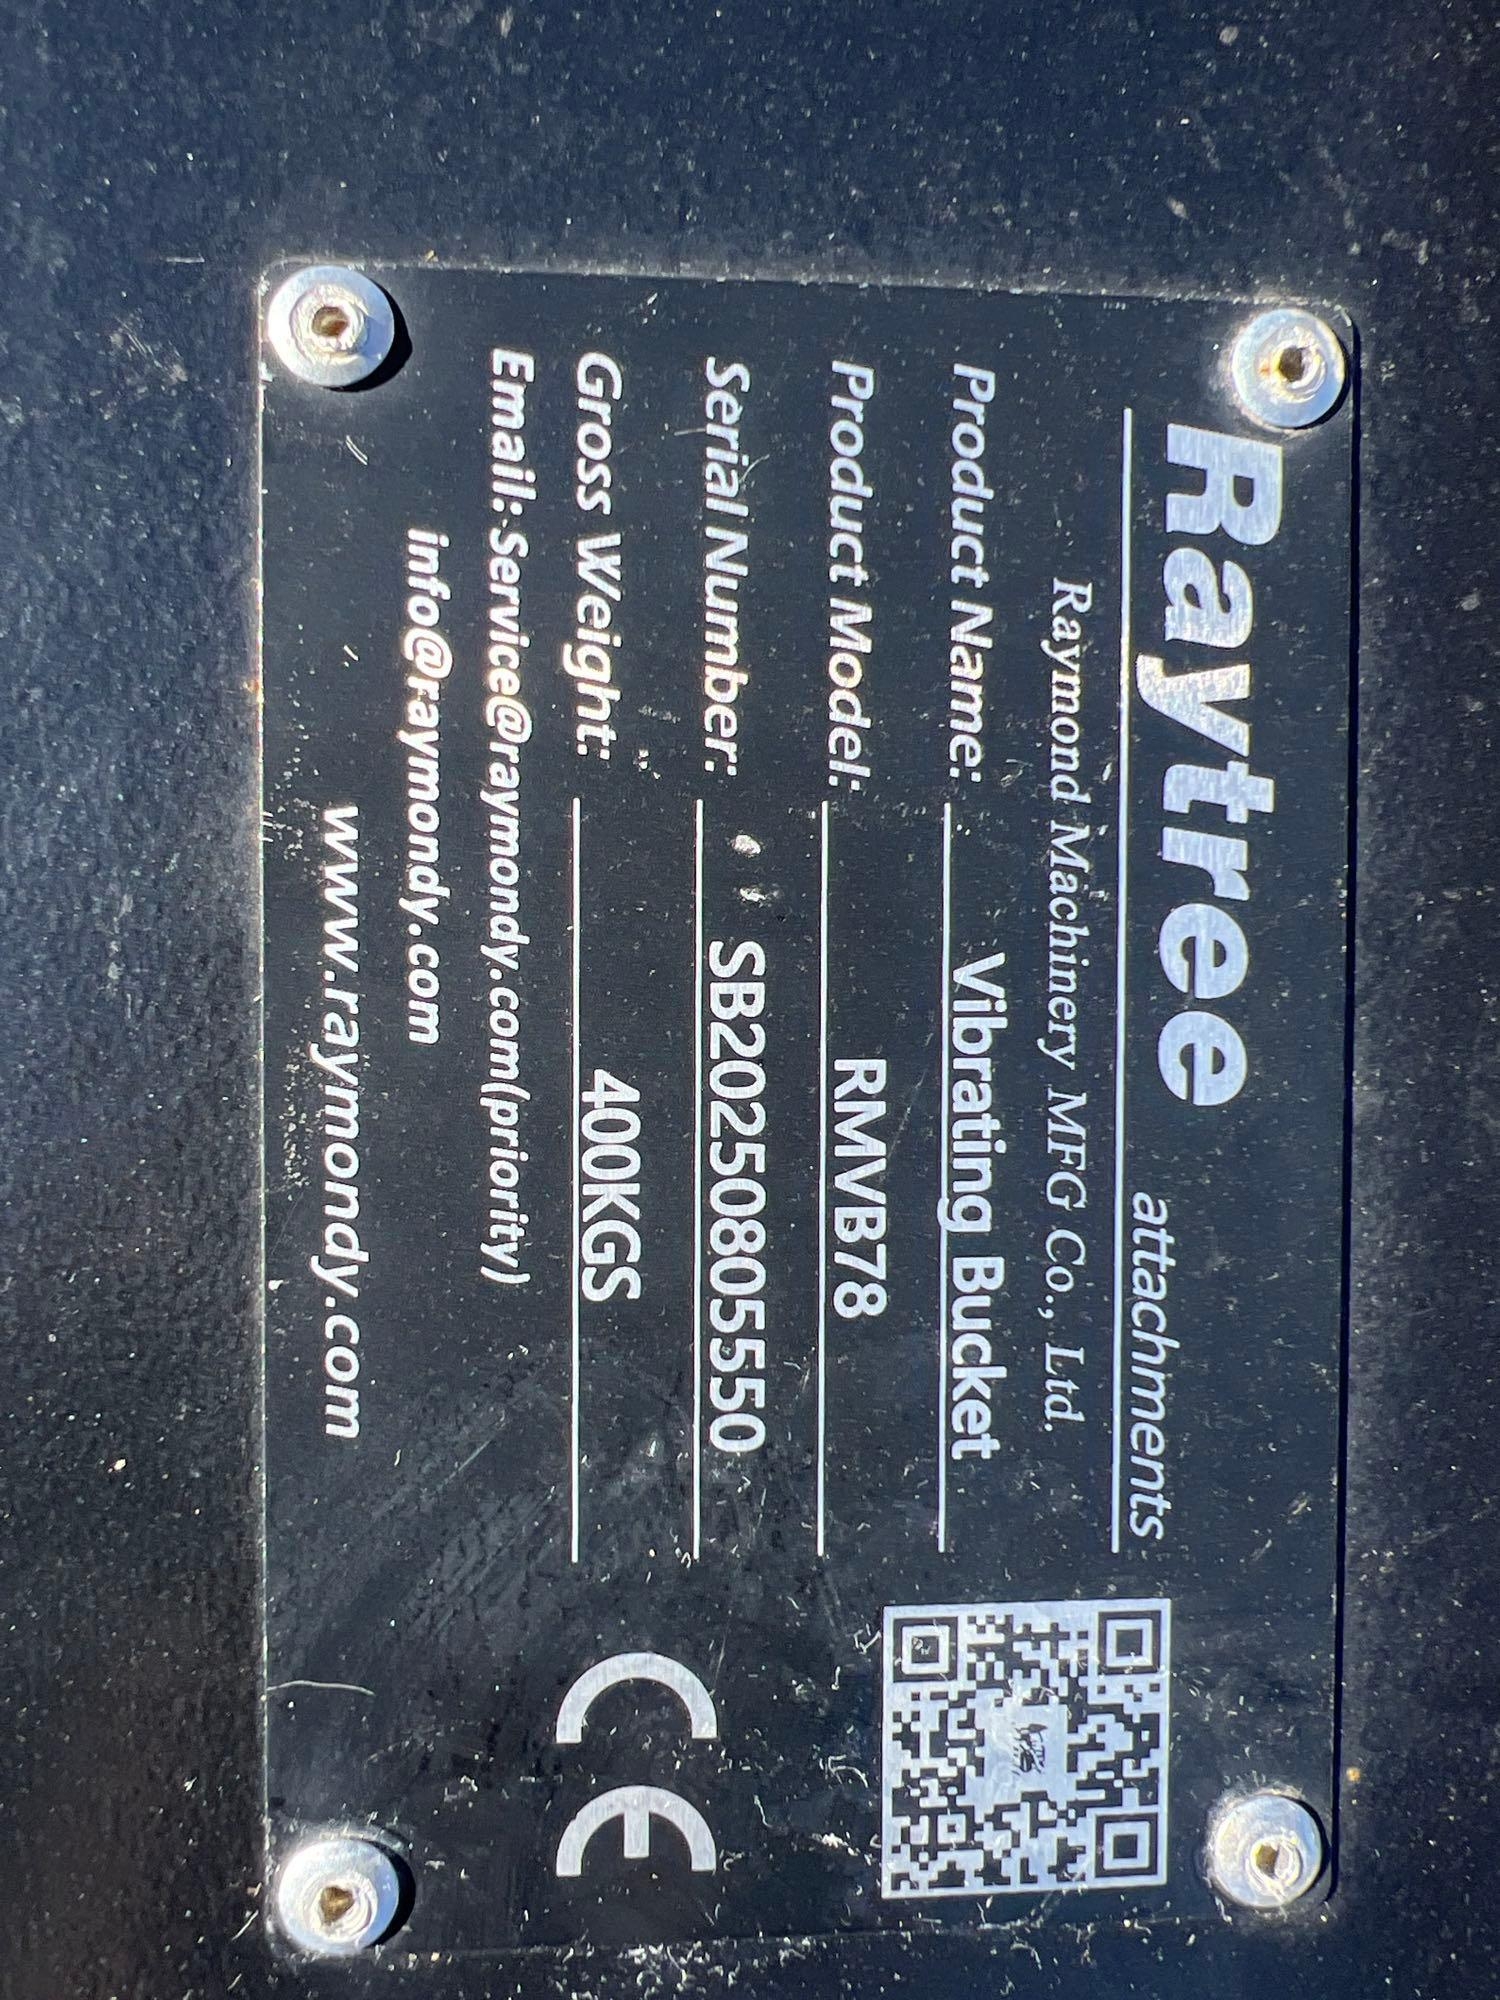 Raytree attachments
Raymond Machinery MFG Co., Ltd.
Product Name: Vibrating Bucket
Product Model: RMVB78
Serial Number: SB20250805550
Gross Weight: 400KGS
Email: Service@raymondy.com(priority)
info@raymondy.com
www.raymondy.com
CE